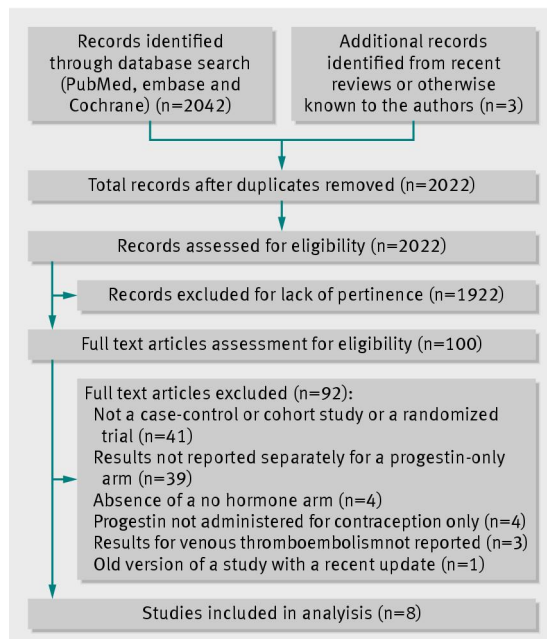 Records identified
through database search
(PubMed, embase and
Cochrane) (n=2042)
Additional records
identified from recent
reviews or otherwise
known to the authors (n=3)
Total records after duplicates removed (n=2022)
Records assessed for eligibility (n=2022)
Records excluded for lack of pertinence (n=1922)
Full text articles assessment for eligibility (n=100)
Full text articles excluded (n=92):
Not a case-control or cohort study or a randomized
trial (n=41)
Results not reported separately for a progestin-only
arm (n=39)
Absence of a no hormone arm (n=4)
Progestin not administered for contraception only (n=4)
Results for venous thromboembolismnot reported (n=3)
Old version of a study with a recent update (n=1)
Studies included in analyisis (n=8)